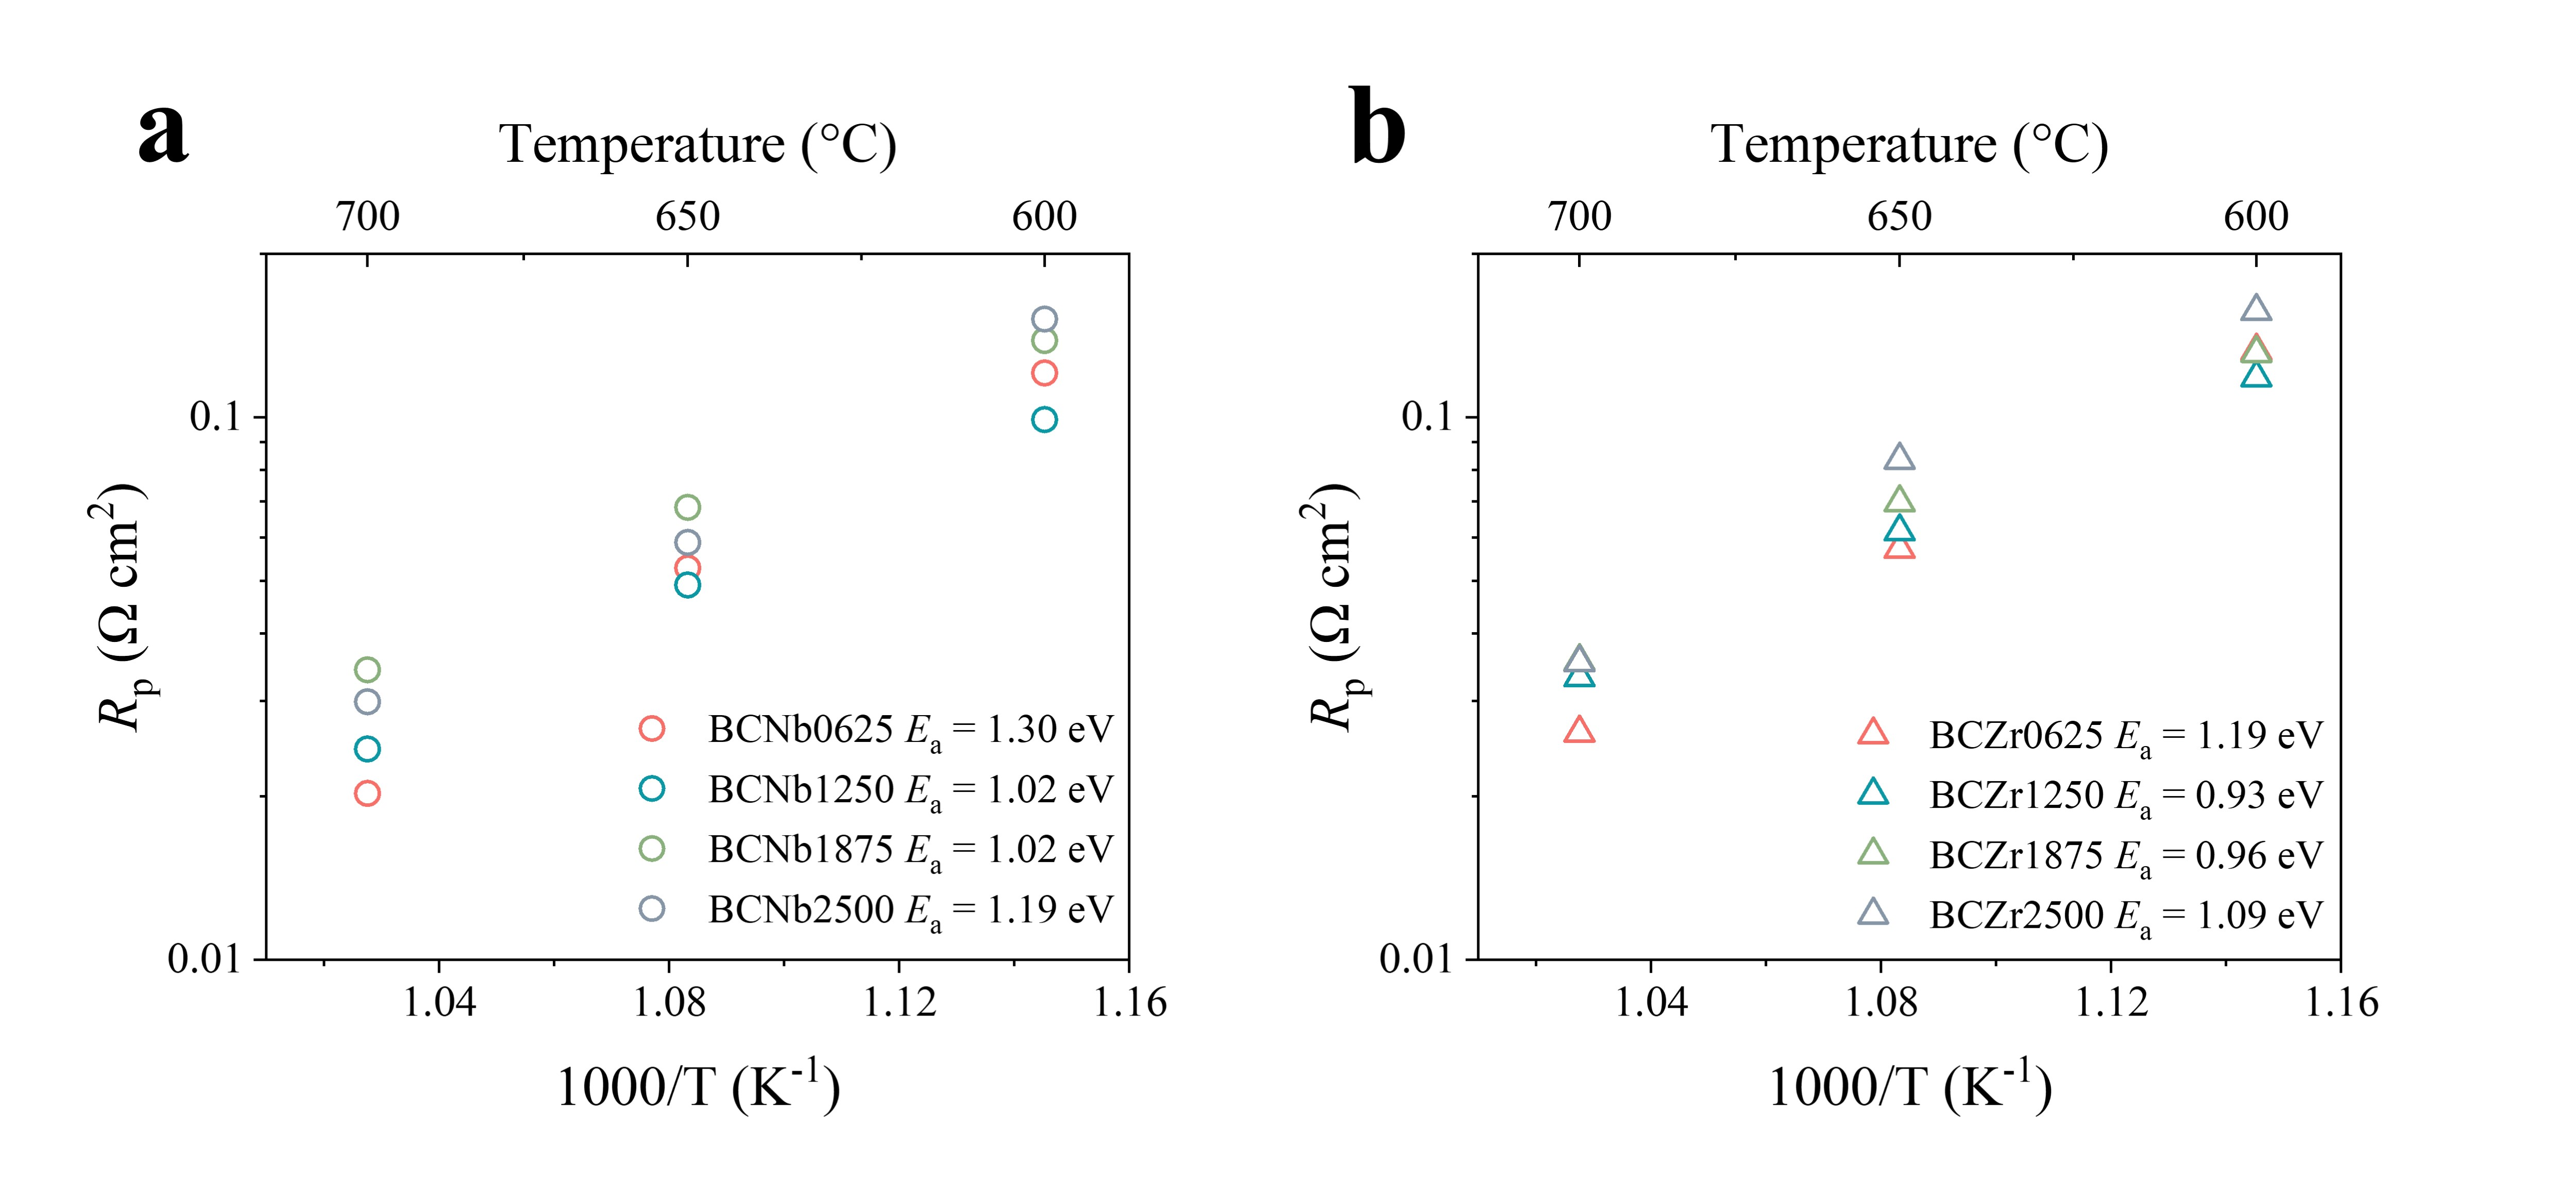 a
Temperature (°C)
700 650 600
0.1
0.01
Rp (Ω cm2)
BCNb0625 Ea = 1.30 eV
BCNb1250 Ea = 1.02 eV
BCNb1875 Ea = 1.02 eV
BCNb2500 Ea = 1.19 eV
1.04 1.08 1.12 1.16
1000/T (K-1)
b
Temperature (°C)
700 650 600
0.1
0.01
Rp (Ω cm2)
BCZr0625 Ea = 1.19 eV
BCZr1250 Ea = 0.93 eV
BCZr1875 Ea = 0.96 eV
BCZr2500 Ea = 1.09 eV
1.04 1.08 1.12 1.16
1000/T (K-1)